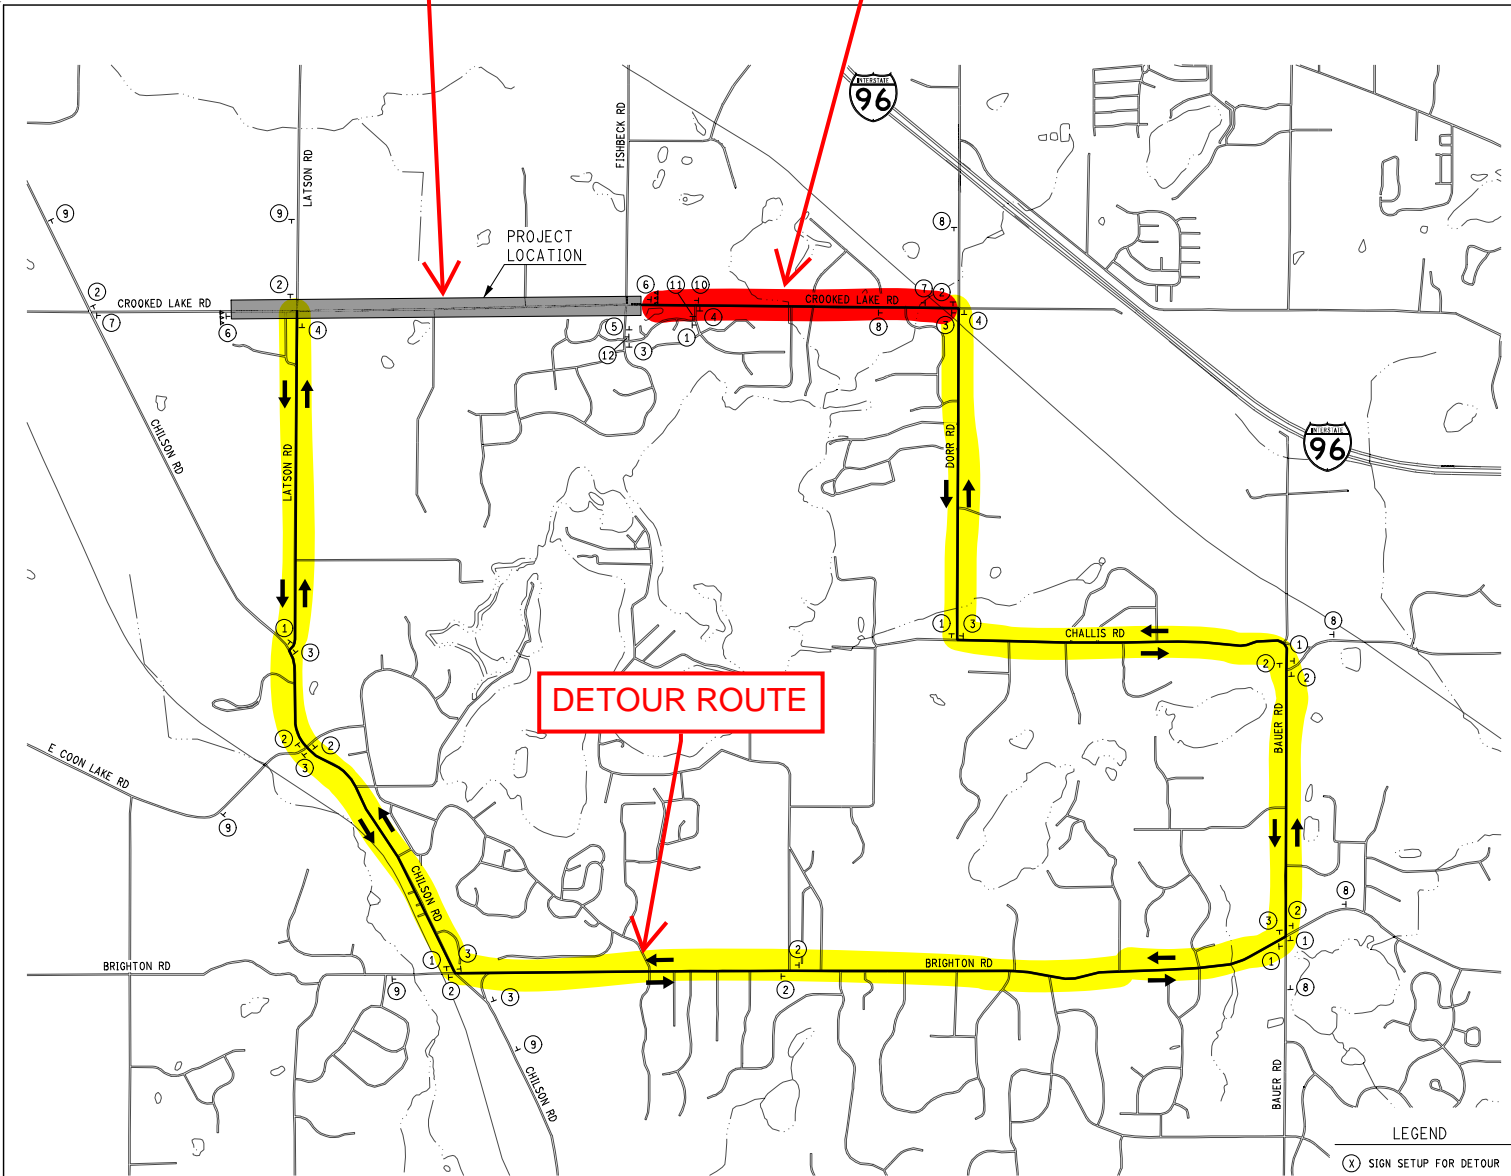 INTERSTATE
96
FISHBECK RD
LATSON RD
9
9
8
PROJECT
LOCATION
2
2
6
11
10
7
2
CROOKED LAKE RD
CROOKED LAKE RD
7
6
4
5
4
8
3
4
1
12
3
CHILSON RD
LATSON RD
DORR RD
INTERSTATE
96
1
3
1
3
CHALLIS RD
8
1
2
2
DETOUR ROUTE
BAUER RD
2
2
3
E COON LAKE RD
9
CHILSON RD
8
3
2
1
1
BRIGHTON RD
1
3
2
BRIGHTON RD
9
2
3
2
8
9
CHILSON RD
BAUER RD
LEGEND
X SIGN SETUP FOR DETOUR